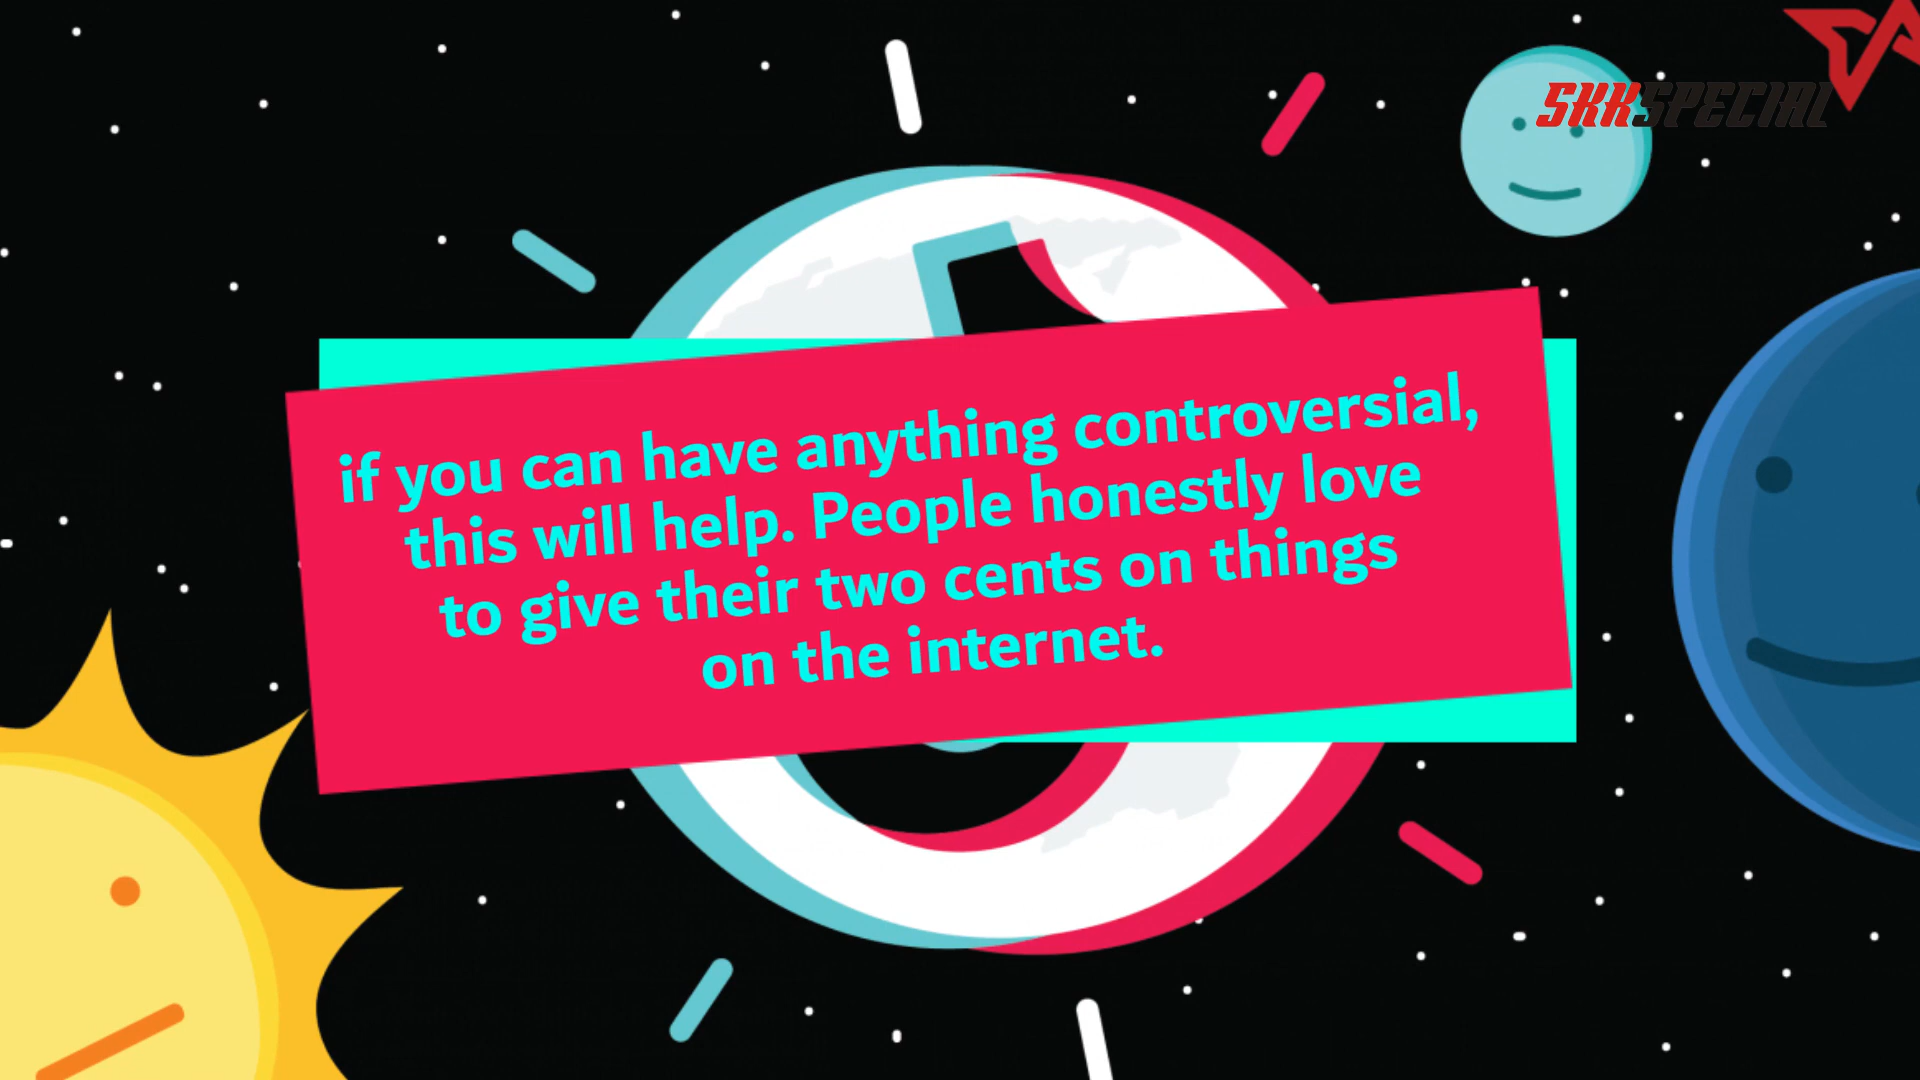 SKKSPECIAL
if you can have anything controversial,
this will help. People honestly love
to give their two cents on things
on the internet.